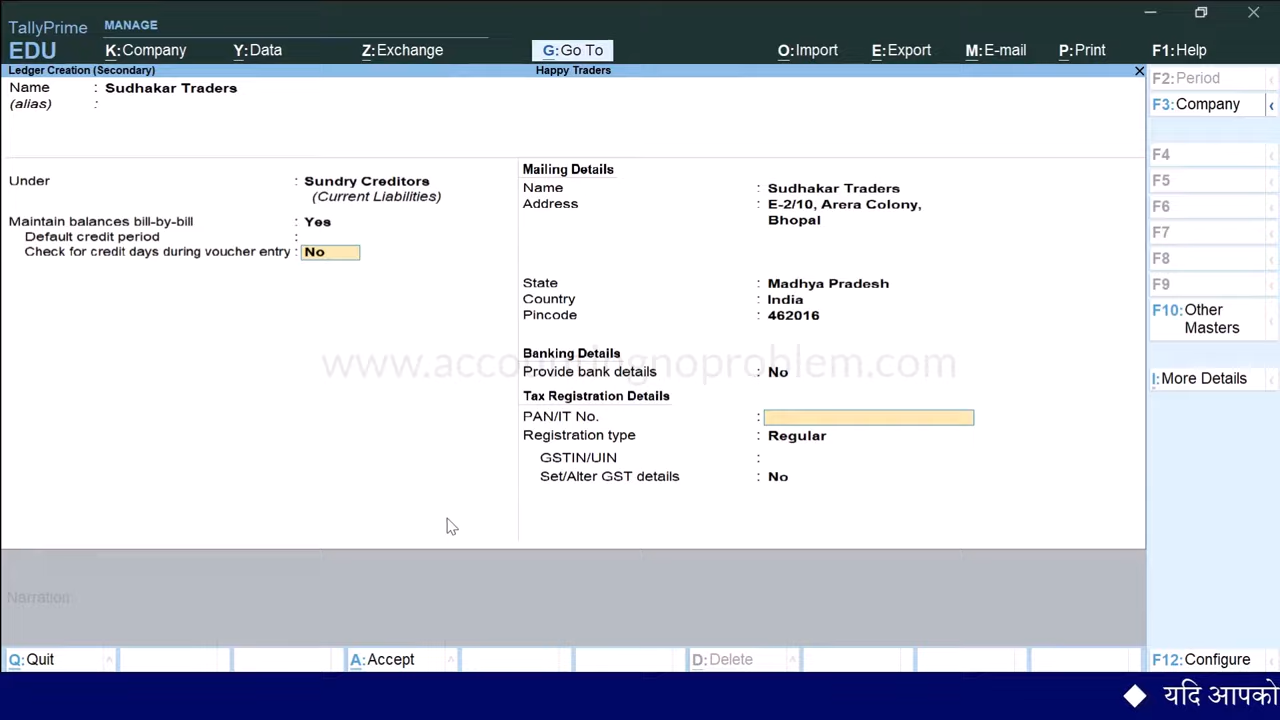 TallyPrime MANAGE
EDU K:Company Y:Data Z:Exchange G:Go To O:Import E:Export M:E-mail P:Print F1:Help
Ledger Creation (Secondary) Happy Traders
Name : Sudhakar Traders
(alias) :
Under : Sundry Creditors
(Current Liabilities)
Maintain balances bill-by-bill : Yes
Default credit period :
Check for credit days during voucher entry : No
Mailing Details
Name : Sudhakar Traders
Address : E-2/10, Arera Colony,
Bhopal
State : Madhya Pradesh
Country : India
Pincode : 462016
www.accountingnoproblem.com
Banking Details
Provide bank details : No
Tax Registration Details
PAN/IT No. :
Registration type : Regular
GSTIN/UIN :
Set/Alter GST details : No
F2:Period
F3:Company
F4
F5
F6
F7
F8
F9
F10:Other
Masters
I:More Details
Narration:
Q:Quit A:Accept D:Delete F12:Configure
◆ यदि आपको